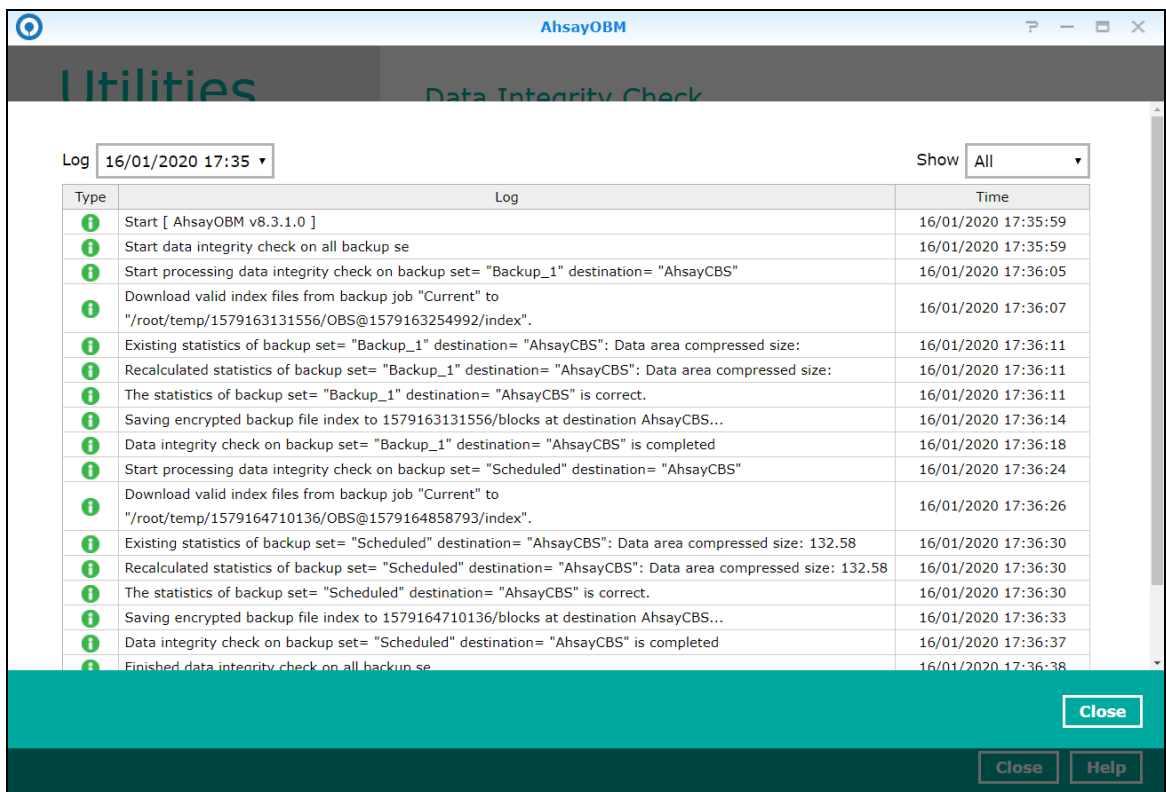 AhsayOBM
Utilities
Data Integrity Check
Log 16/01/2020 17:35 Show All
Type Log Time
Start [ AhsayOBM v8.3.1.0 ] 16/01/2020 17:35:59
Start data integrity check on all backup se 16/01/2020 17:35:59
Start processing data integrity check on backup set= "Backup_1" destination= "AhsayCBS" 16/01/2020 17:36:05
Download valid index files from backup job "Current" to
"/root/temp/1579163131556/OBS@1579163254992/index". 16/01/2020 17:36:07
Existing statistics of backup set= "Backup_1" destination= "AhsayCBS": Data area compressed size: 16/01/2020 17:36:11
Recalculated statistics of backup set= "Backup_1" destination= "AhsayCBS": Data area compressed size: 16/01/2020 17:36:11
The statistics of backup set= "Backup_1" destination= "AhsayCBS" is correct. 16/01/2020 17:36:11
Saving encrypted backup file index to 1579163131556/blocks at destination AhsayCBS... 16/01/2020 17:36:14
Data integrity check on backup set= "Backup_1" destination= "AhsayCBS" is completed 16/01/2020 17:36:18
Start processing data integrity check on backup set= "Scheduled" destination= "AhsayCBS" 16/01/2020 17:36:24
Download valid index files from backup job "Current" to
"/root/temp/1579164710136/OBS@1579164858793/index". 16/01/2020 17:36:26
Existing statistics of backup set= "Scheduled" destination= "AhsayCBS": Data area compressed size: 132.58 16/01/2020 17:36:30
Recalculated statistics of backup set= "Scheduled" destination= "AhsayCBS": Data area compressed size: 132.58 16/01/2020 17:36:30
The statistics of backup set= "Scheduled" destination= "AhsayCBS" is correct. 16/01/2020 17:36:30
Saving encrypted backup file index to 1579164710136/blocks at destination AhsayCBS... 16/01/2020 17:36:33
Data integrity check on backup set= "Scheduled" destination= "AhsayCBS" is completed 16/01/2020 17:36:37
Finished data integrity check on all backup se 16/01/2020 17:36:38
Close
Close Help